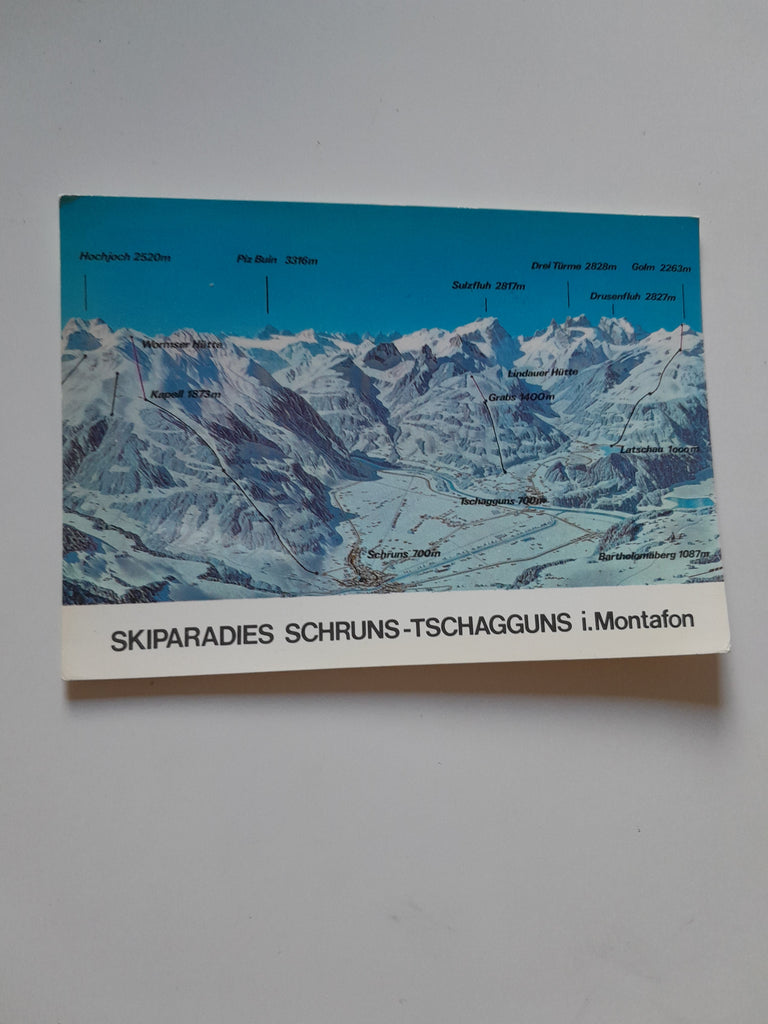 Hochjoch 2520m
Piz Buin 3316m
Sulzfluh 2817m
Drei Türme 2828m
Golm 2263m
Drusenfluh 2827m
Wormser Hütte
Kapell 1873m
Lindauer Hütte
Grabs 1400m
Latschau 1000m
Tschagguns 700m
Schruns 700m
Bartholomäberg 1087m
SKIPARADIES SCHRUNS-TSCHAGGUNS i.Montafon